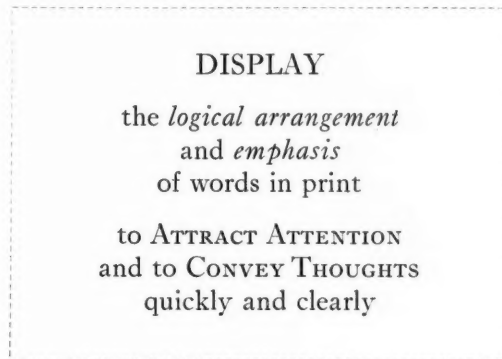 DISPLAY
the logical arrangement
and emphasis
of words in print
to ATTRACT ATTENTION
and to CONVEY THOUGHTS
quickly and clearly